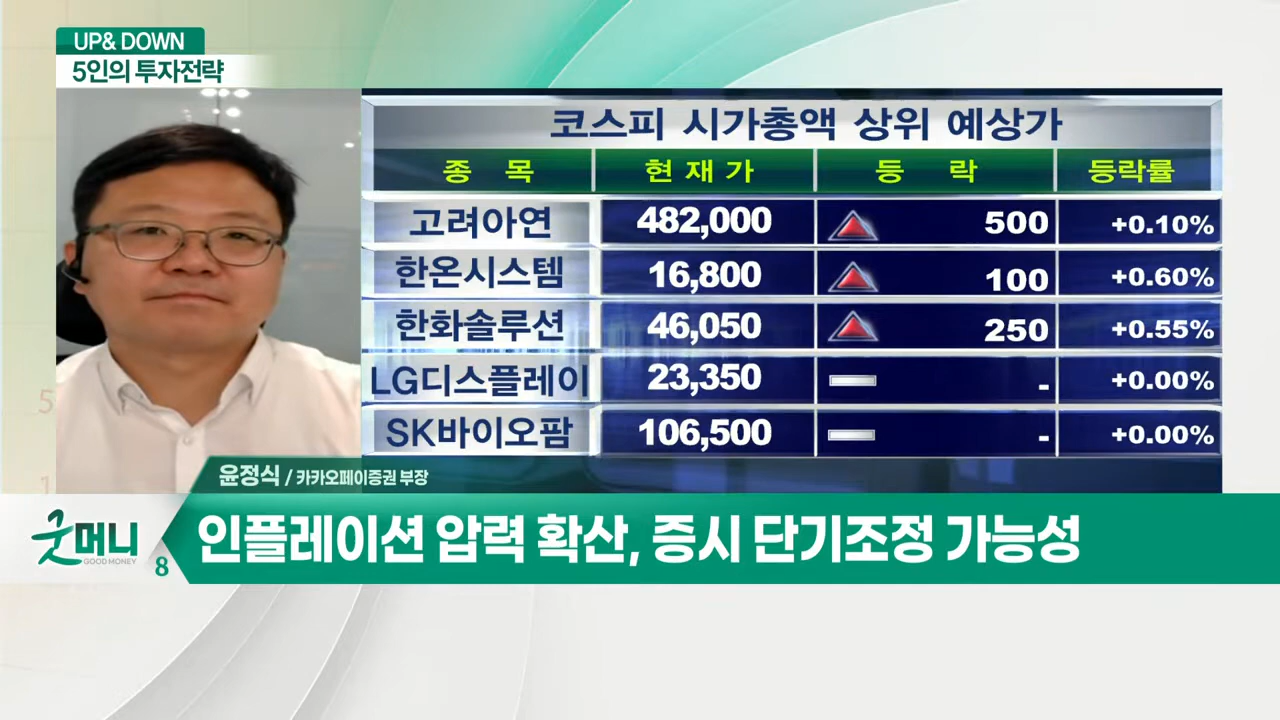 UP& DOWN
5인의 투자전략
코스피 시가총액 상위 예상가
종 목 현 재 가 등 락 등락률
고려아연 482,000 500 +0.10%
한온시스템 16,800 100 +0.60%
한화솔루션 46,050 250 +0.55%
LG디스플레이 23,350 - +0.00%
SK바이오팜 106,500 - +0.00%
윤정식 / 카카오페이증권 부장
굿머니
GOOD MONEY
8
인플레이션 압력 확산, 증시 단기조정 가능성